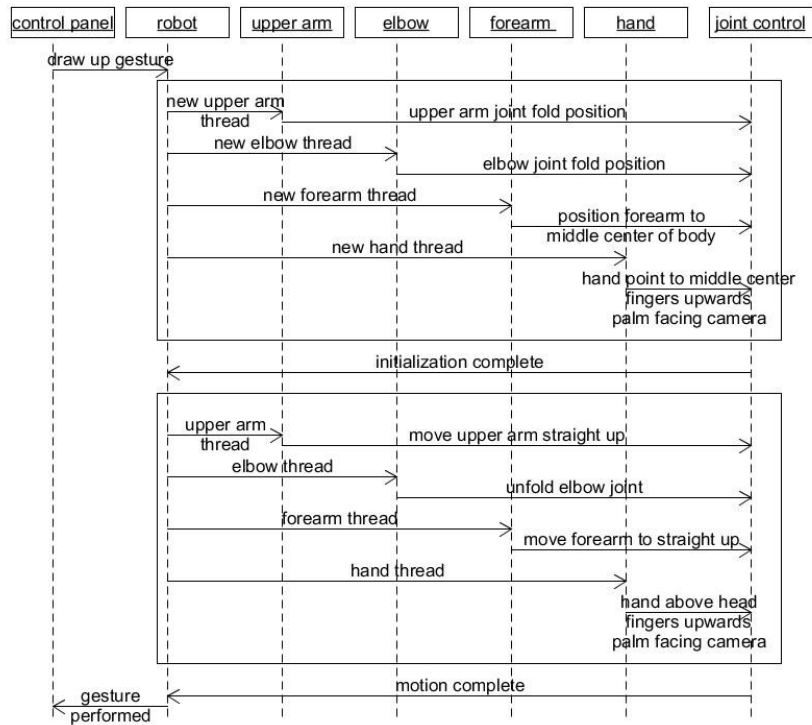 control panel
robot
upper arm
elbow
forearm
hand
joint control
draw up gesture
new upper arm
thread
upper arm joint fold position
new elbow thread
elbow joint fold position
new forearm thread
position forearm to
middle center of body
new hand thread
hand point to middle center
fingers upwards
palm facing camera
initialization complete
upper arm
thread
move upper arm straight up
elbow thread
unfold elbow joint
forearm thread
move forearm to straight up
hand thread
hand above head
fingers upwards
palm facing camera
motion complete
gesture
performed